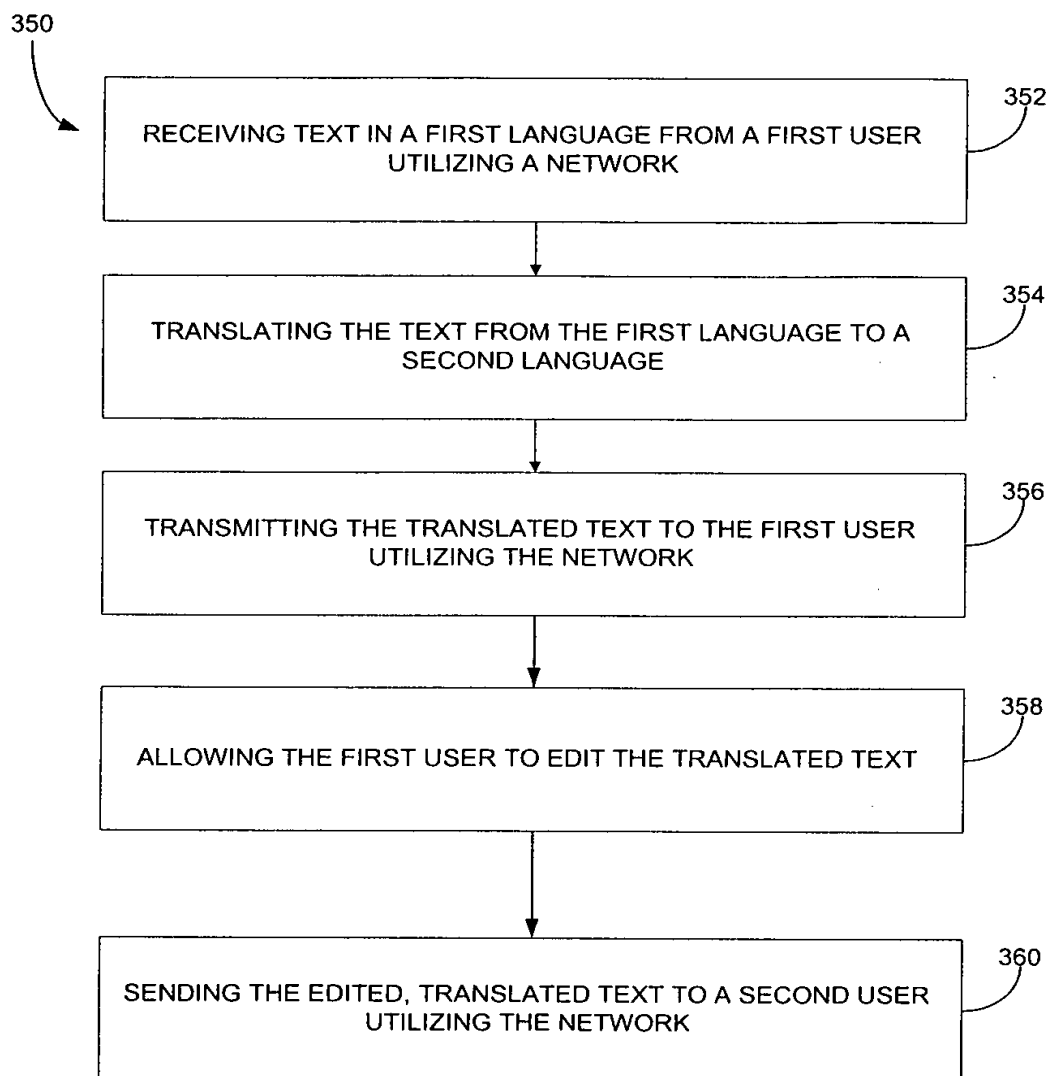 350
352
RECEIVING TEXT IN A FIRST LANGUAGE FROM A FIRST USER
UTILIZING A NETWORK
354
TRANSLATING THE TEXT FROM THE FIRST LANGUAGE TO A
SECOND LANGUAGE
356
TRANSMITTING THE TRANSLATED TEXT TO THE FIRST USER
UTILIZING THE NETWORK
358
ALLOWING THE FIRST USER TO EDIT THE TRANSLATED TEXT
360
SENDING THE EDITED, TRANSLATED TEXT TO A SECOND USER
UTILIZING THE NETWORK